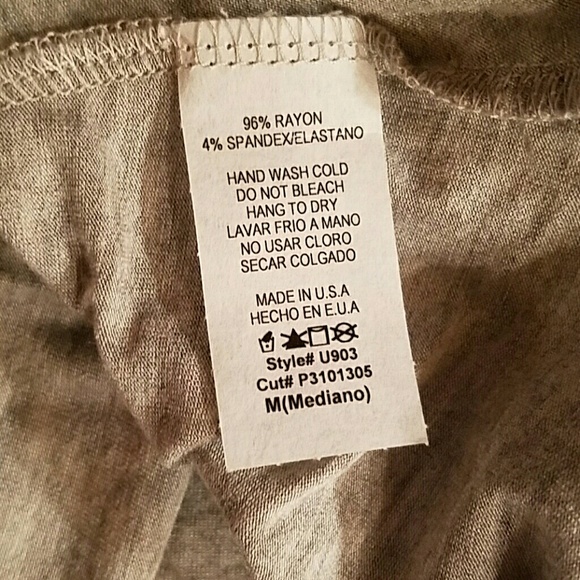 96% RAYON
4% SPANDEX/ELASTANO
HAND WASH COLD
DO NOT BLEACH
HANG TO DRY
LAVAR FRIO A MANO
NO USAR CLORO
SECAR COLGADO
MADE IN U.S.A
HECHO EN E.U.A
Style# U903
Cut# P3101305
M(Mediano)